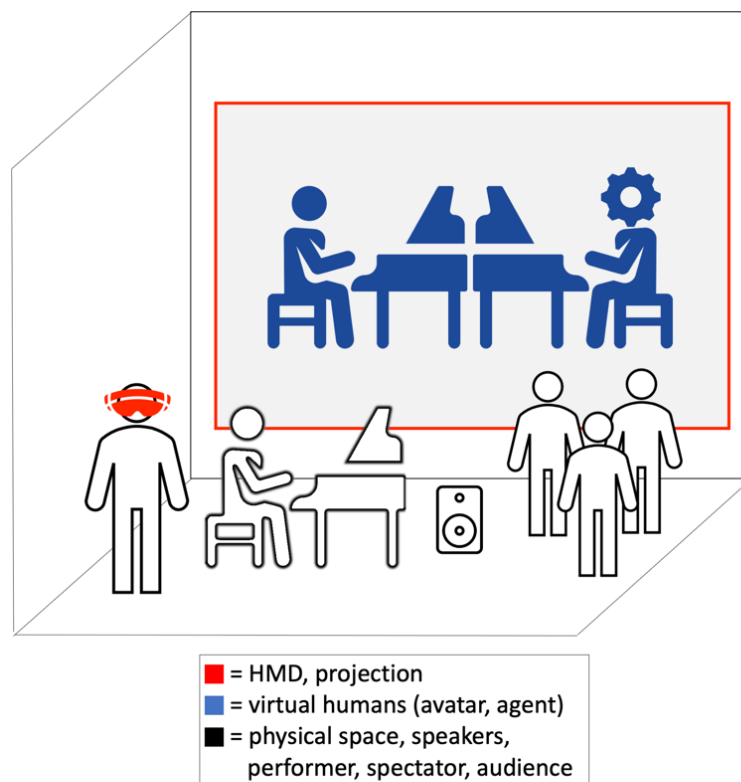 = HMD, projection
= virtual humans (avatar, agent)
= physical space, speakers,
performer, spectator, audience